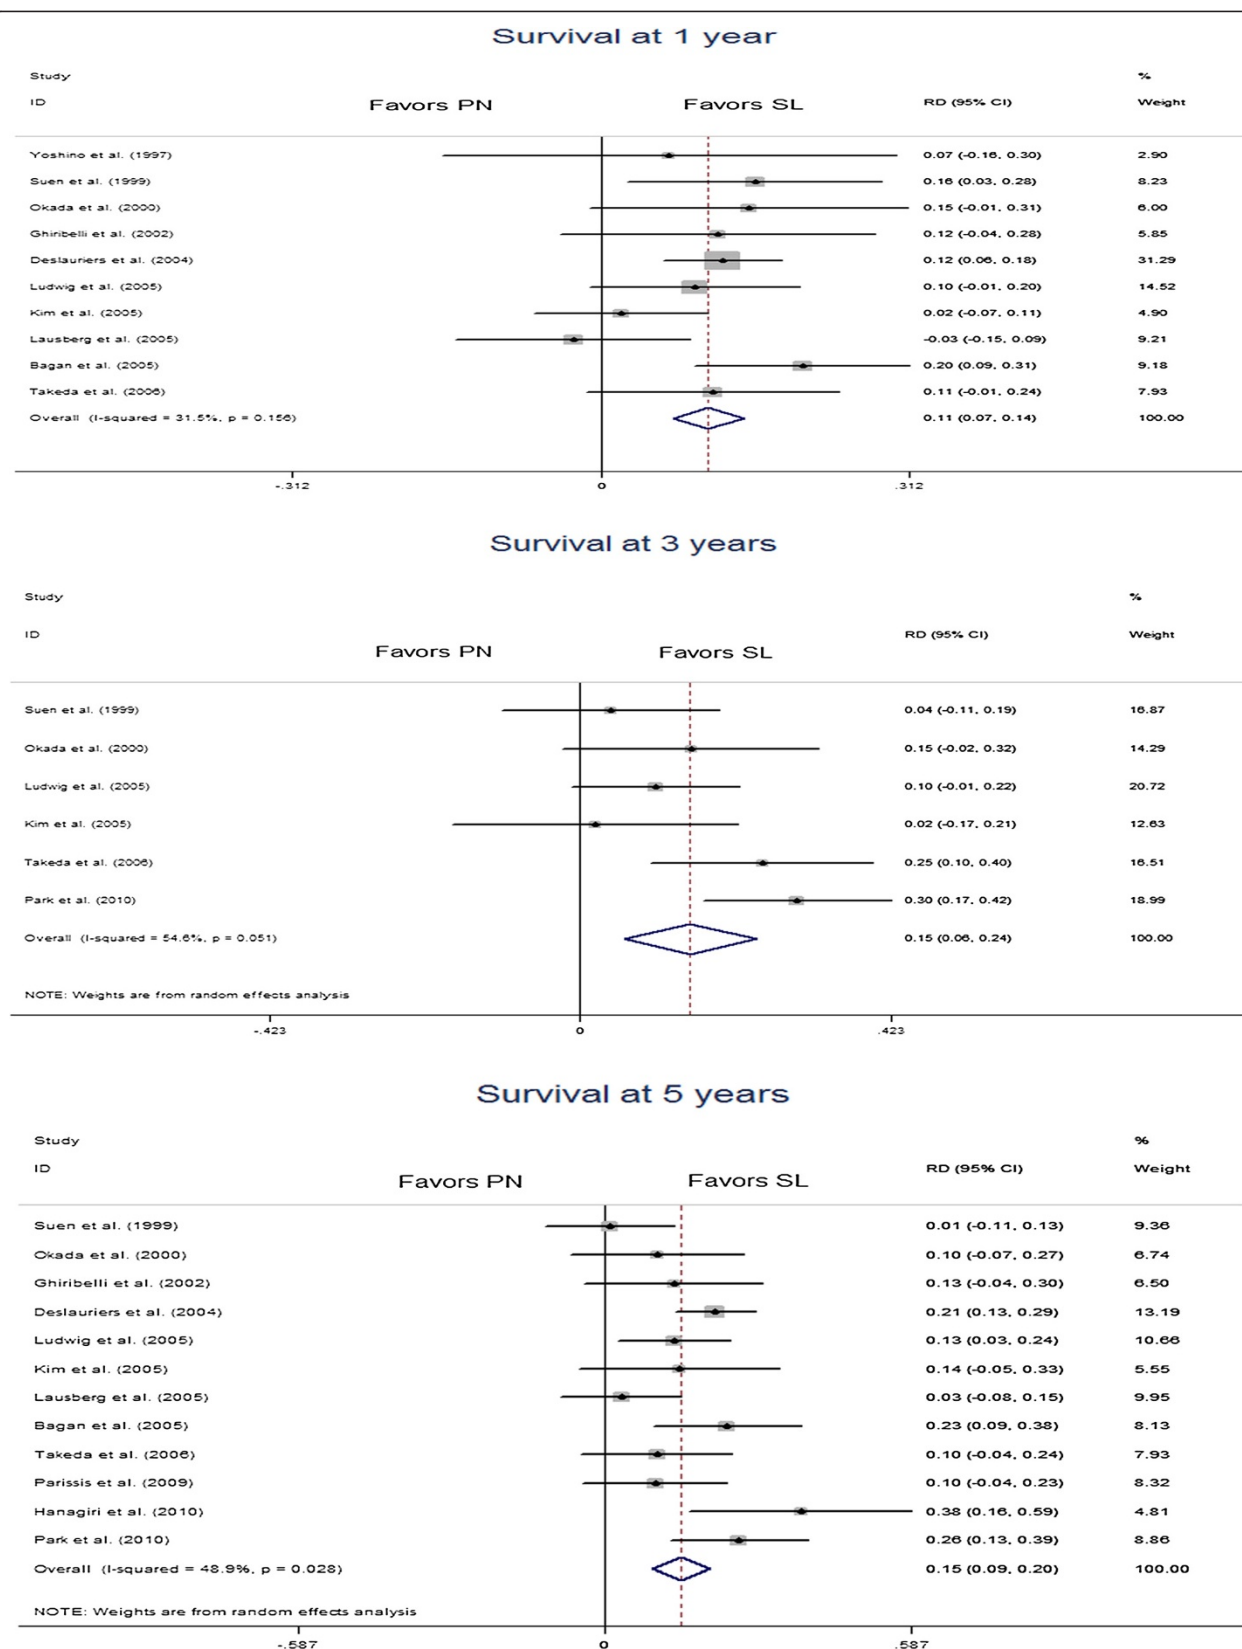 Survival at 1 year
Study %
ID Favors PN Favors SL RD (95% CI) Weight
Yoshino et al. (1997) 0.07 (-0.16, 0.30) 2.90
Suen et al. (1999) 0.16 (0.03, 0.28) 8.23
Okada et al. (2000) 0.15 (-0.01, 0.31) 6.00
Ghiribelli et al. (2002) 0.12 (-0.04, 0.28) 5.85
Deslauriers et al. (2004) 0.12 (0.06, 0.18) 31.29
Ludwig et al. (2005) 0.10 (-0.01, 0.20) 14.52
Kim et al. (2005) 0.02 (-0.07, 0.11) 4.90
Lausberg et al. (2005) -0.03 (-0.15, 0.09) 9.21
Bagan et al. (2005) 0.20 (0.09, 0.31) 9.18
Takeda et al. (2006) 0.11 (-0.01, 0.24) 7.93
Overall (I-squared = 31.5%, p = 0.156) 0.11 (0.07, 0.14) 100.00
-.312 0 .312
Survival at 3 years
Study %
ID RD (95% CI) Weight
Favors PN Favors SL
Suen et al. (1999) 0.04 (-0.11, 0.19) 16.87
Okada et al. (2000) 0.15 (-0.02, 0.32) 14.29
Ludwig et al. (2005) 0.10 (-0.01, 0.22) 20.72
Kim et al. (2005) 0.02 (-0.17, 0.21) 12.63
Takeda et al. (2006) 0.25 (0.10, 0.40) 16.51
Park et al. (2010) 0.30 (0.17, 0.42) 18.99
Overall (I-squared = 54.6%, p = 0.051) 0.15 (0.06, 0.24) 100.00
NOTE: Weights are from random effects analysis
-.423 0 .423
Survival at 5 years
Study %
ID RD (95% CI) Weight
Favors PN Favors SL
Suen et al. (1999) 0.01 (-0.11, 0.13) 9.36
Okada et al. (2000) 0.10 (-0.07, 0.27) 6.74
Ghiribelli et al. (2002) 0.13 (-0.04, 0.30) 6.50
Deslauriers et al. (2004) 0.21 (0.13, 0.29) 13.19
Ludwig et al. (2005) 0.13 (0.03, 0.24) 10.66
Kim et al. (2005) 0.14 (-0.05, 0.33) 5.55
Lausberg et al. (2005) 0.03 (-0.08, 0.15) 9.95
Bagan et al. (2005) 0.23 (0.09, 0.38) 8.13
Takeda et al. (2006) 0.10 (-0.04, 0.24) 7.93
Parissis et al. (2009) 0.10 (-0.04, 0.23) 8.32
Hanagiri et al. (2010) 0.38 (0.16, 0.59) 4.81
Park et al. (2010) 0.26 (0.13, 0.39) 8.86
Overall (I-squared = 48.9%, p = 0.028) 0.15 (0.09, 0.20) 100.00
NOTE: Weights are from random effects analysis
-.587 0 .587